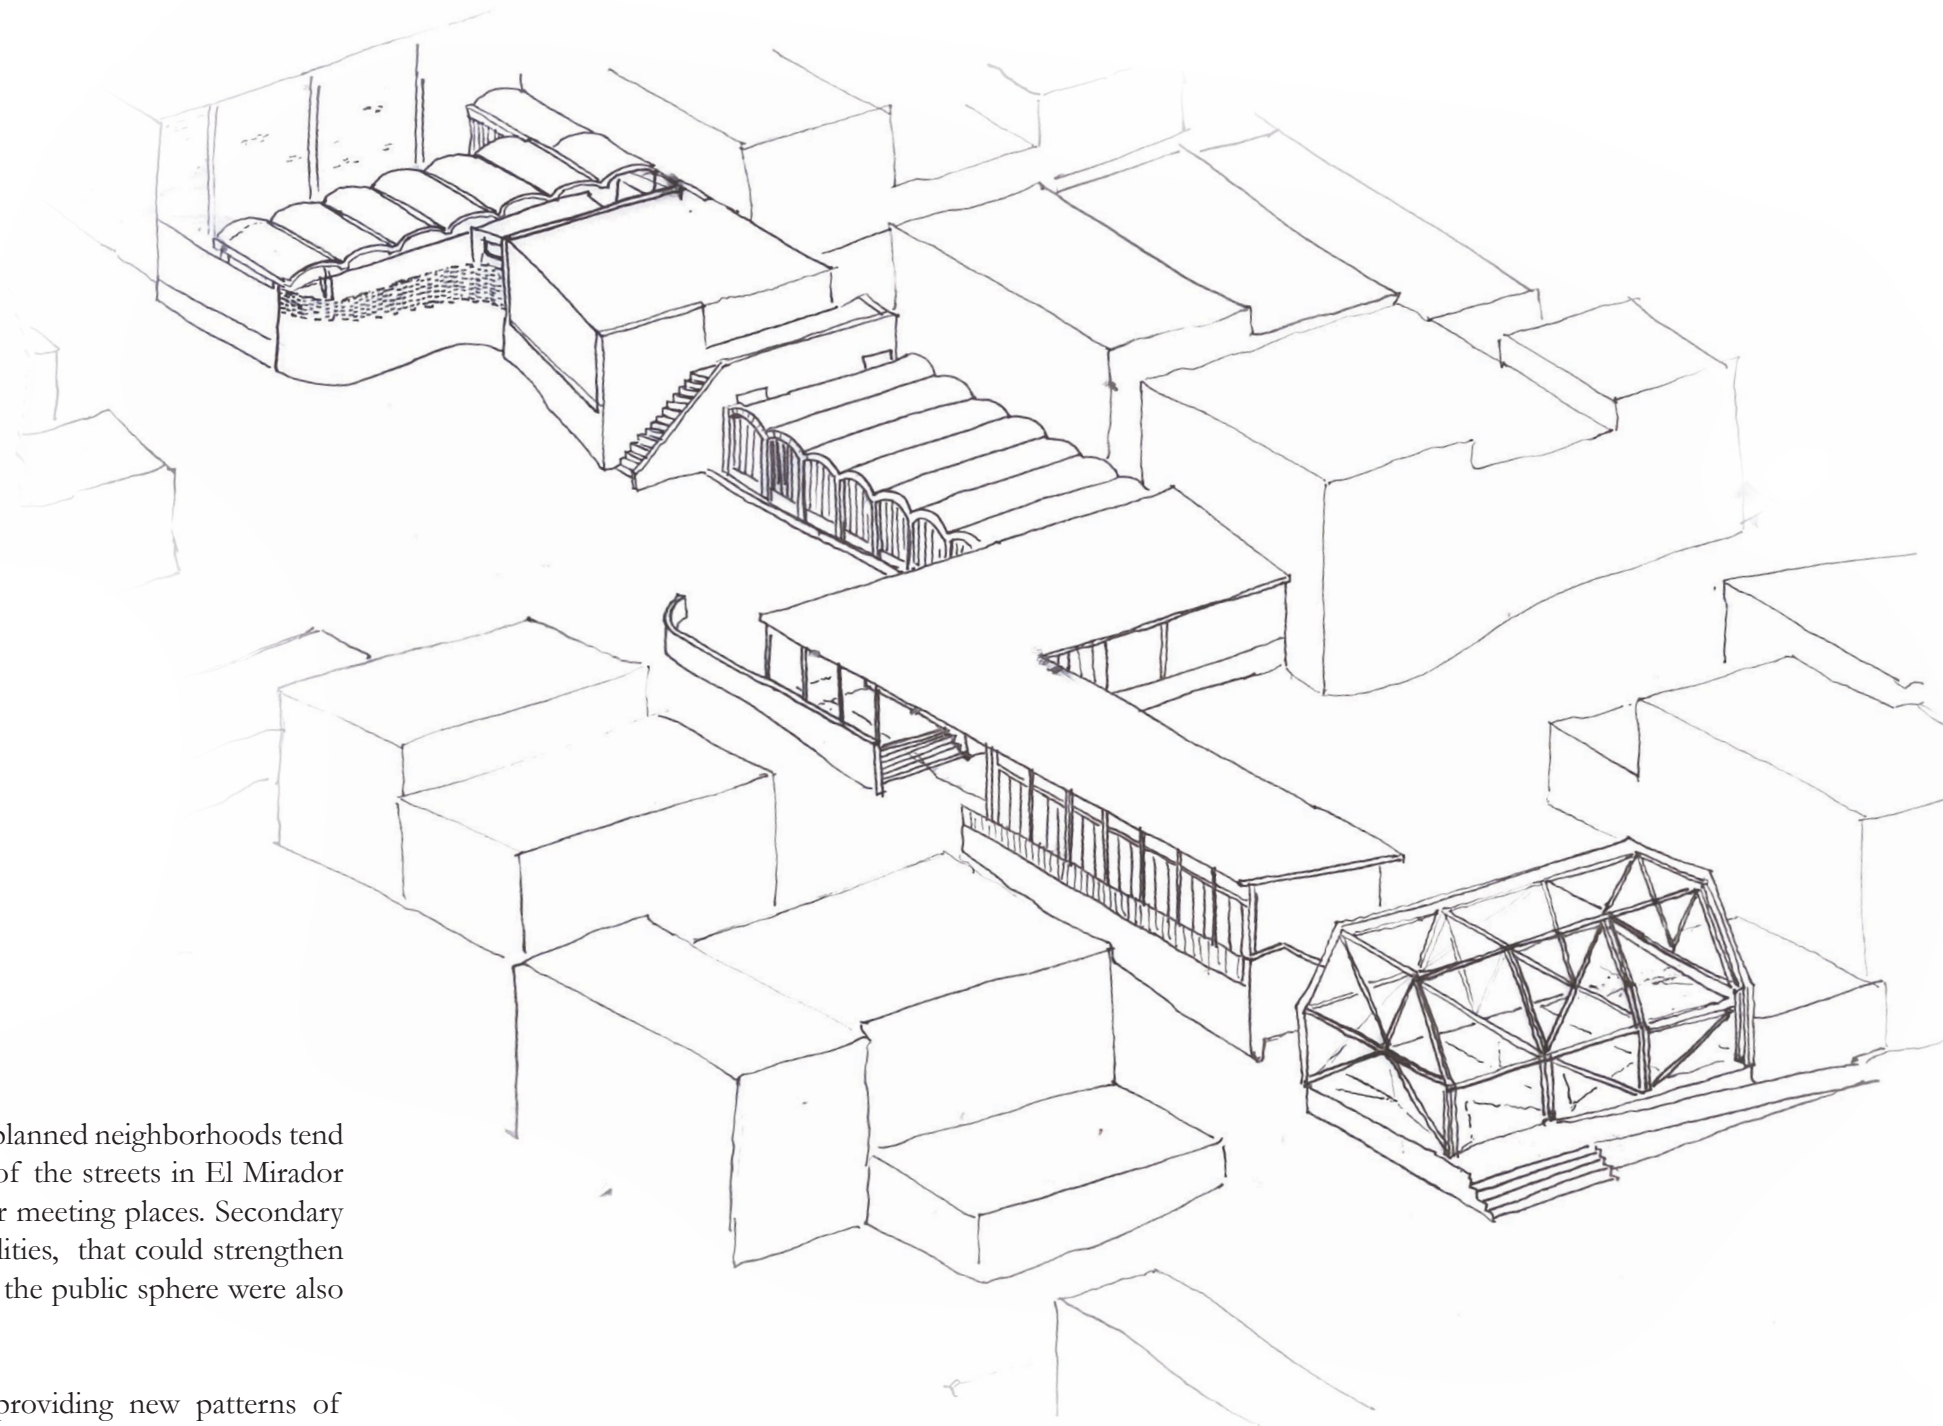 planned neighborhoods tend
of the streets in El Mirador
meeting places. Secondary
that could strengthen
the public sphere were also
providing new patterns of